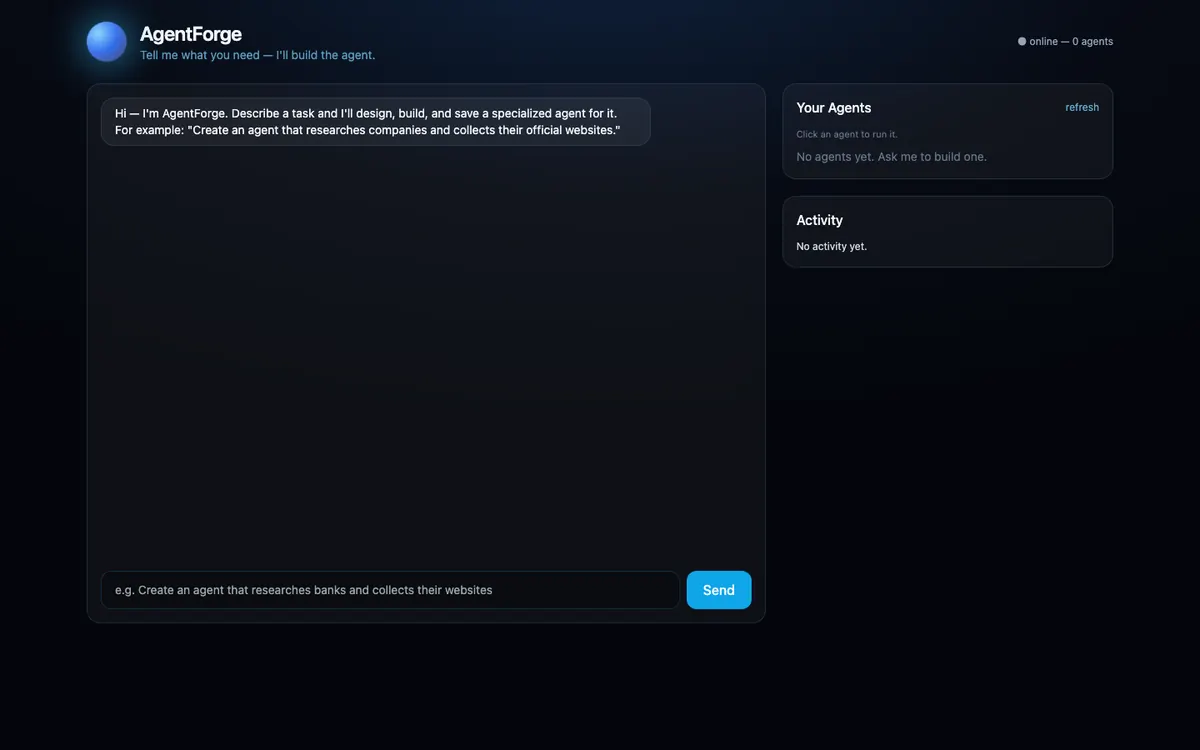 AgentForge
Tell me what you need — I'll build the agent.
online — 0 agents
Hi — I'm AgentForge. Describe a task and I'll design, build, and save a specialized agent for it.
For example: "Create an agent that researches companies and collects their official websites."
e.g. Create an agent that researches banks and collects their websites
Send
Your Agents
refresh
Click an agent to run it.
No agents yet. Ask me to build one.
Activity
No activity yet.